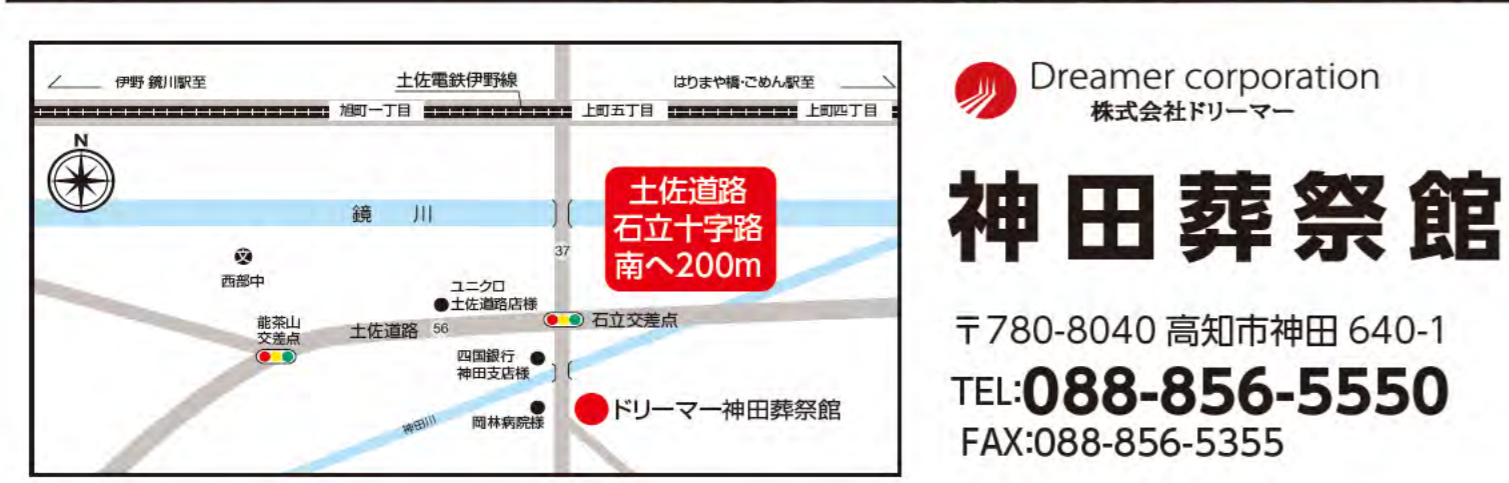 伊野 鏡川駅至
土佐電鉄伊野線
はりまや橋・ごめん駅至
旭町一丁目
上町五丁目
上町四丁目
N
鏡 川
土佐道路
石立十字路
南へ200m
37
文
西部中
ユニクロ
土佐道路店様
能茶山
交差点
土佐道路 56
石立交差点
四国銀行
神田支店様
神田川
岡林病院様
ドリーマー神田葬祭館
Dreamer corporation
株式会社ドリーマー
神田葬祭館
〒780-8040 高知市神田 640-1
TEL:088-856-5550
FAX:088-856-5355